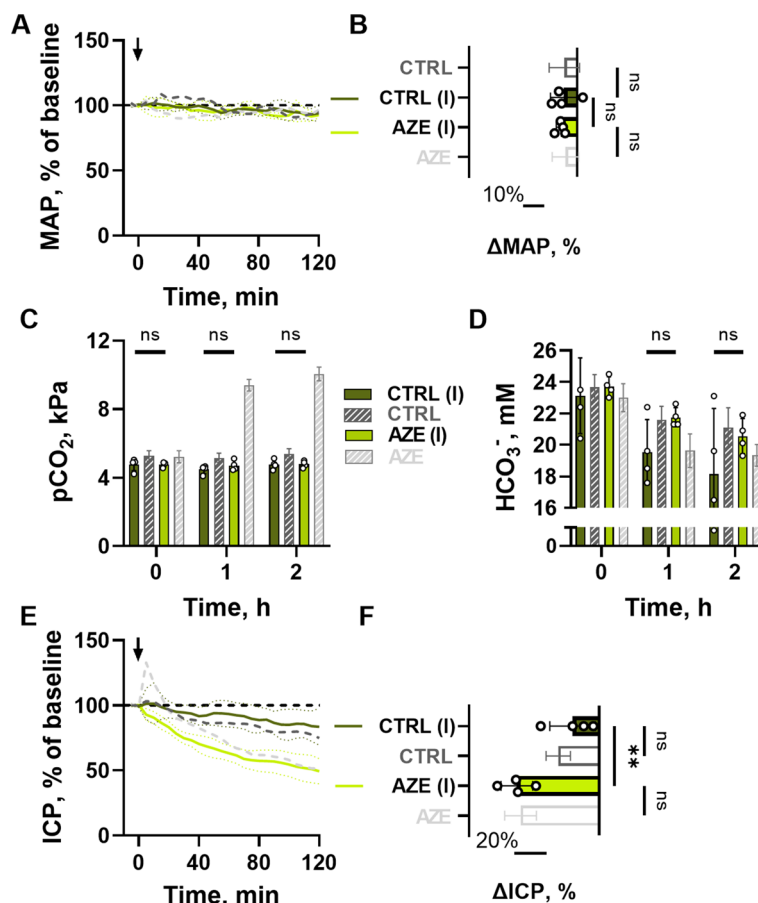 A
MAP, % of baseline
150
100
50
0
0 40 80 120
Time, min
B
CTRL
CTRL (I)
AZE (I)
AZE
ns
ns
ns
10%
ΔMAP, %
C
pCO₂, kPa
12
8
4
0
ns ns ns
0 1 2
Time, h
CTRL (I)
CTRL
AZE (I)
AZE
D
HCO₃⁻, mM
26
24
22
20
18
16
0
ns ns
0 1 2
Time, h
E
ICP, % of baseline
150
100
50
0
0 40 80 120
Time, min
F
CTRL (I)
CTRL
AZE (I)
AZE
ns
**
ns
20%
ΔICP, %